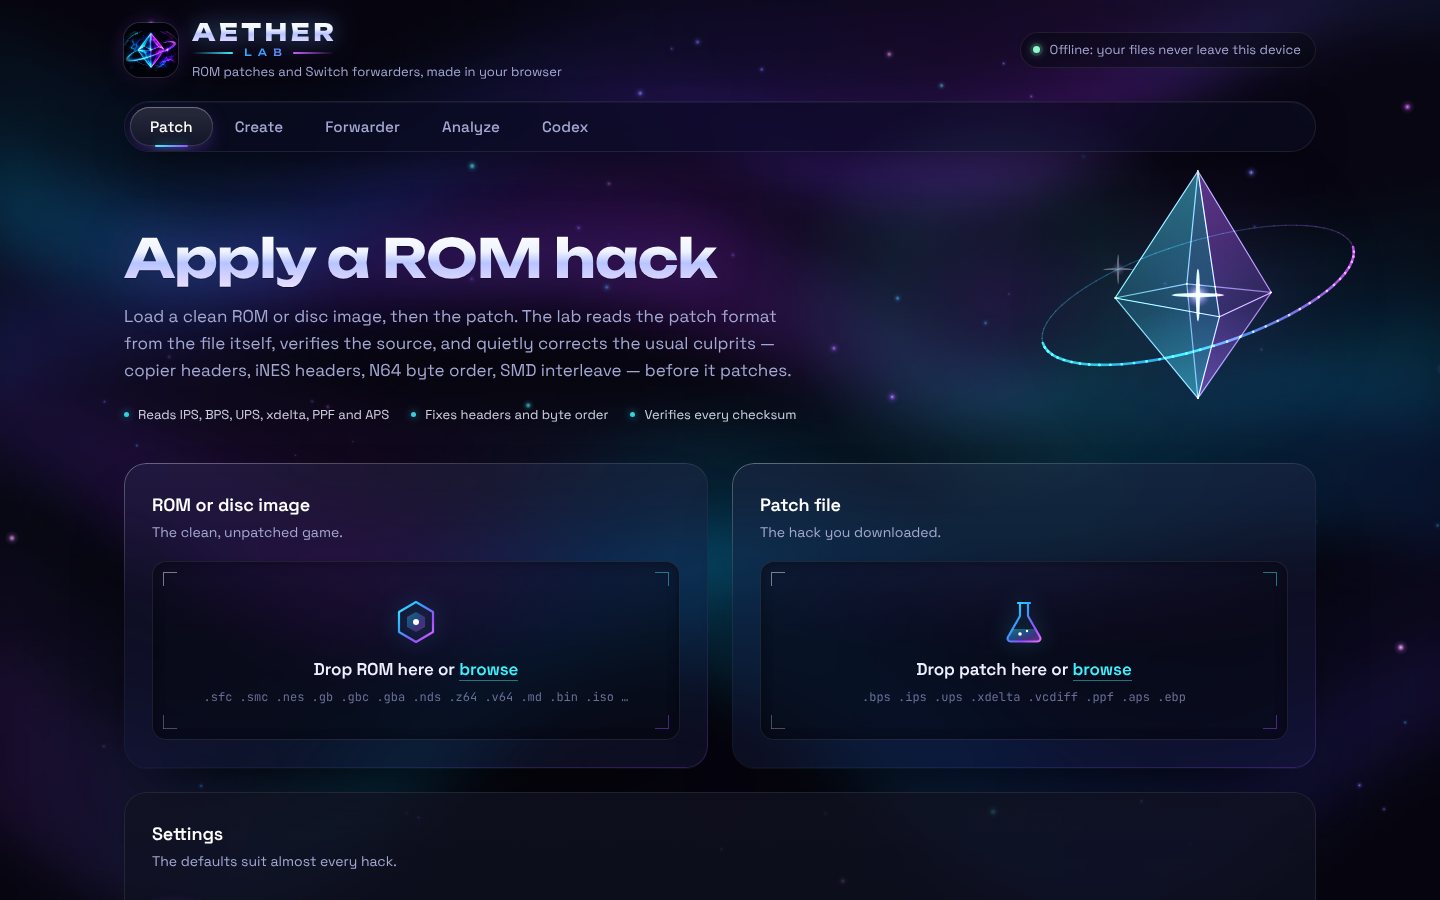 AETHER
LAB
ROM patches and Switch forwarders, made in your browser
Offline: your files never leave this device
Patch
Create
Forwarder
Analyze
Codex
Apply a ROM hack
Load a clean ROM or disc image, then the patch. The lab reads the patch format
from the file itself, verifies the source, and quietly corrects the usual culprits —
copier headers, iNES headers, N64 byte order, SMD interleave — before it patches.
Reads IPS, BPS, UPS, xdelta, PPF and APS
Fixes headers and byte order
Verifies every checksum
ROM or disc image
The clean, unpatched game.
Drop ROM here or browse
.sfc .smc .nes .gb .gbc .gba .nds .z64 .v64 .md .bin .iso …
Patch file
The hack you downloaded.
Drop patch here or browse
.bps .ips .ups .xdelta .vcdiff .ppf .aps .ebp
Settings
The defaults suit almost every hack.